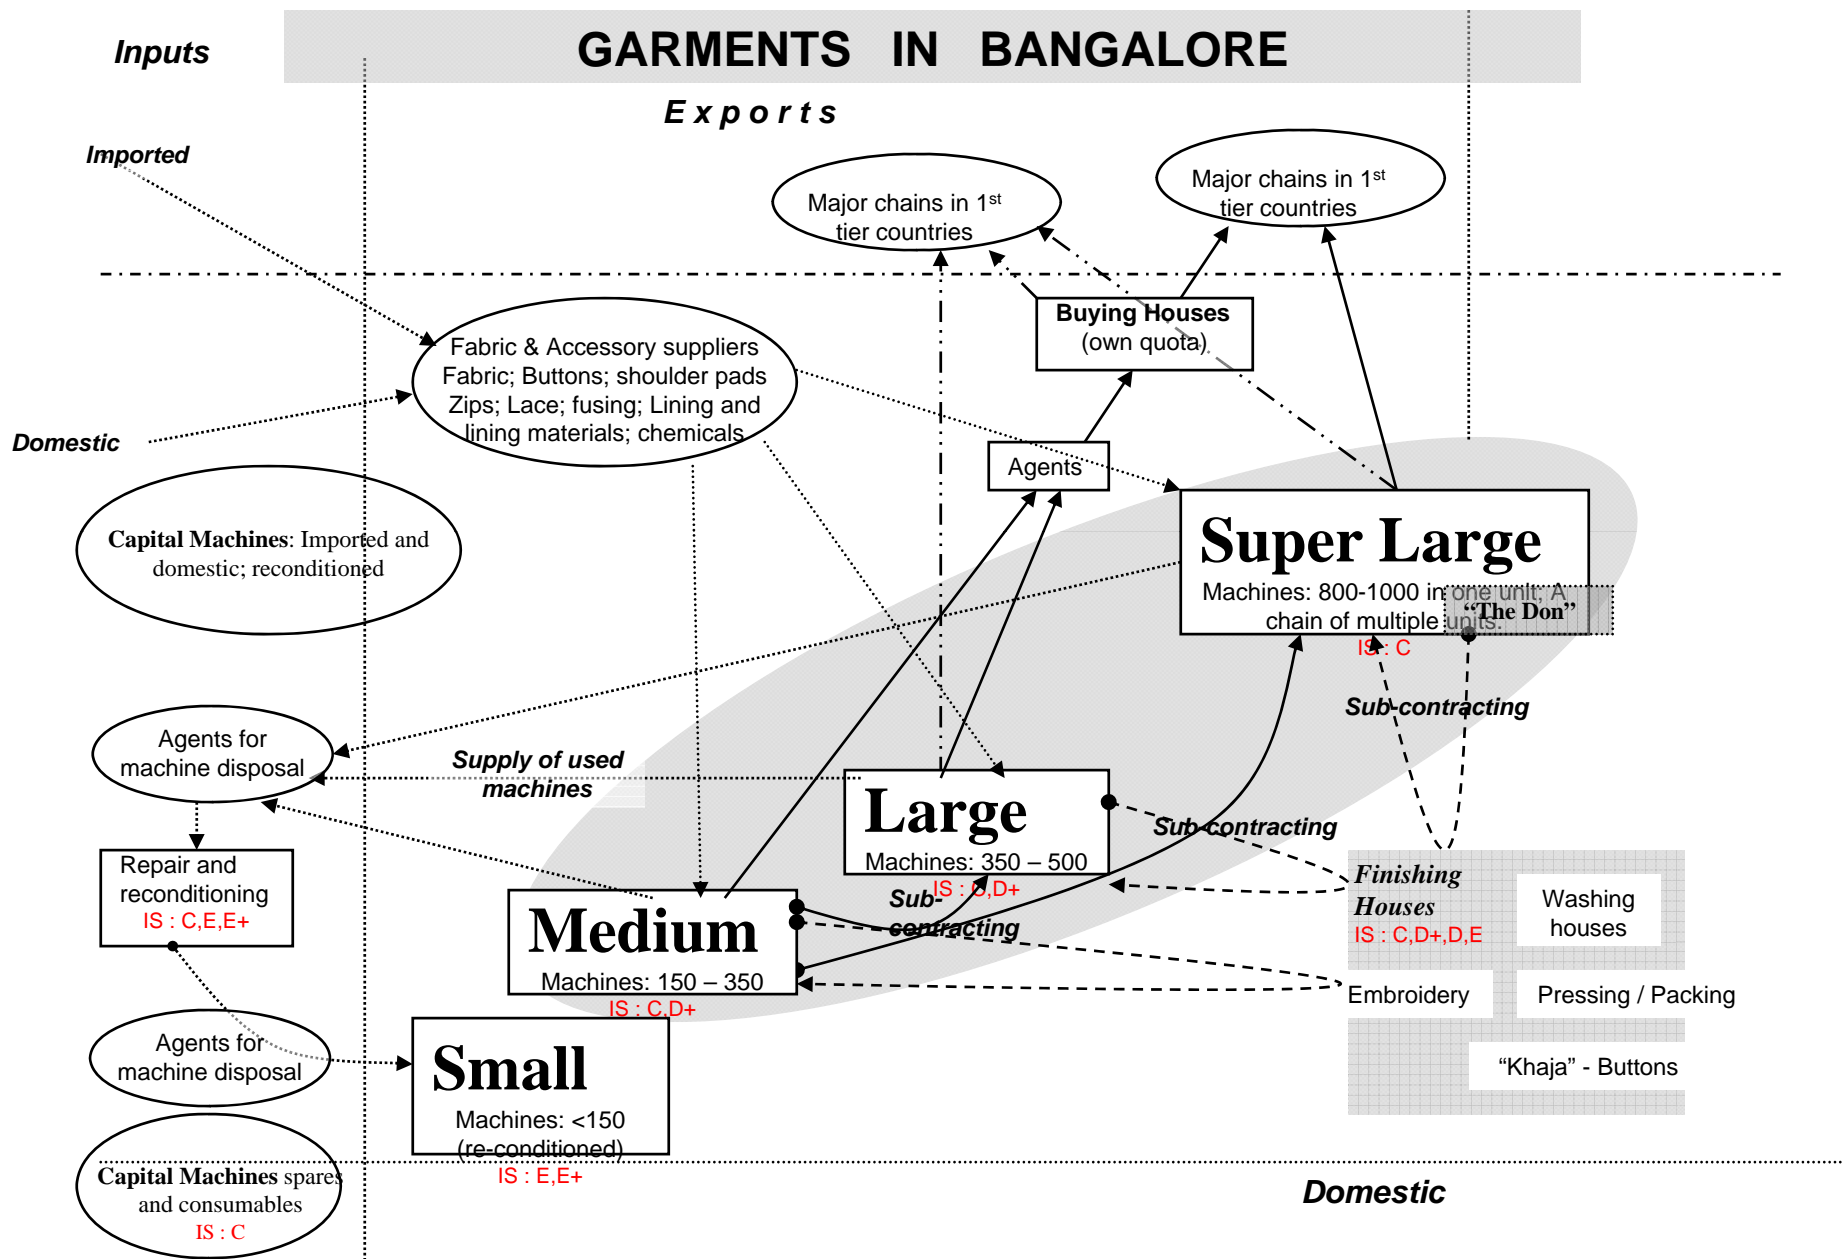 Inputs
GARMENTS IN BANGALORE
Exports
Imported
Major chains in 1st
tier countries
Major chains in 1st
tier countries
Buying Houses
(own quota)
Fabric & Accessory suppliers
Fabric; Buttons; shoulder pads
Zips; Lace; fusing; Lining and
lining materials; chemicals
Domestic
Agents
Capital Machines: Imported and
domestic; reconditioned
Super Large
Machines: 800-1000 in one unit; A
chain of multiple units.
"The Don"
IS : C
Sub-contracting
Agents for
machine disposal
Supply of used
machines
Large
Machines: 350 – 500
IS : C,D+
Sub-contracting
Sub-
contracting
Repair and
reconditioning
IS : C,E,E+
Medium
Machines: 150 – 350
IS : C,D+
Finishing
Houses
IS : C,D+,D,E
Washing
houses
Embroidery
Pressing / Packing
"Khaja" - Buttons
Agents for
machine disposal
Small
Machines: <150
(re-conditioned)
IS : E,E+
Capital Machines spares
and consumables
IS : C
Domestic